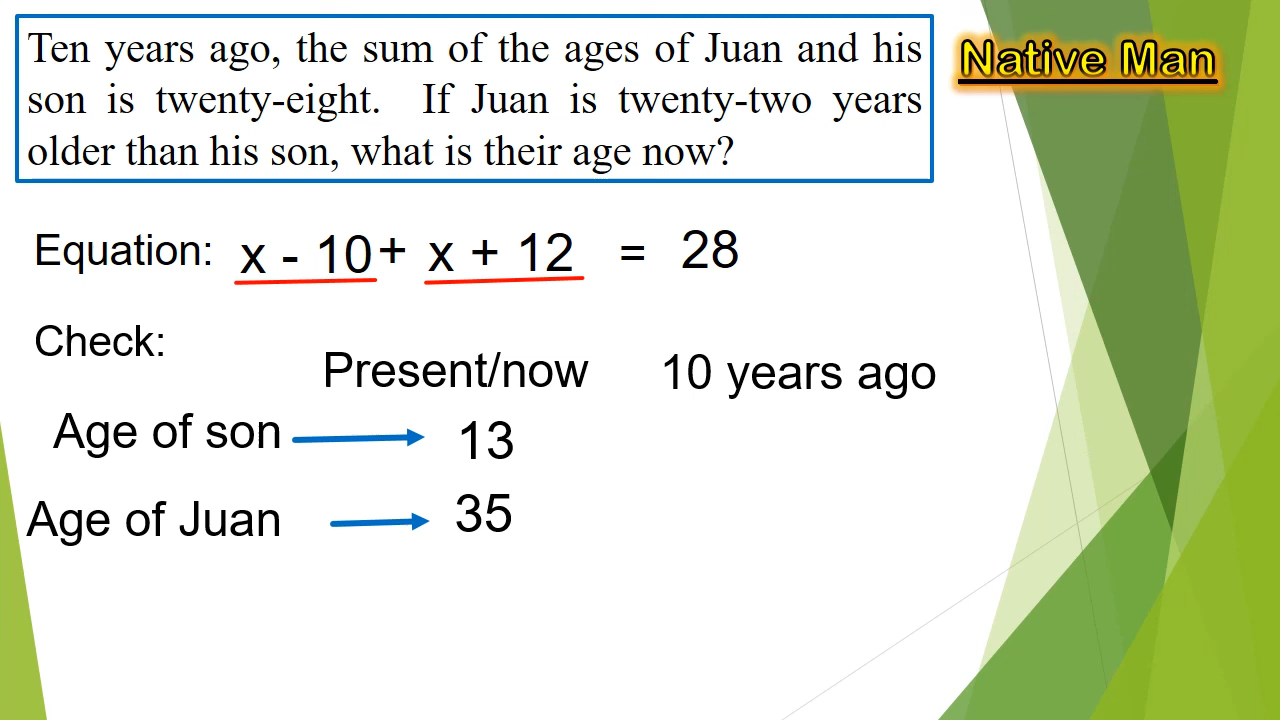 Ten years ago, the sum of the ages of Juan and his
son is twenty-eight. If Juan is twenty-two years
older than his son, what is their age now?
Native Man
Equation: x - 10 + x + 12 = 28
Check:
Present/now 10 years ago
Age of son 13
Age of Juan 35